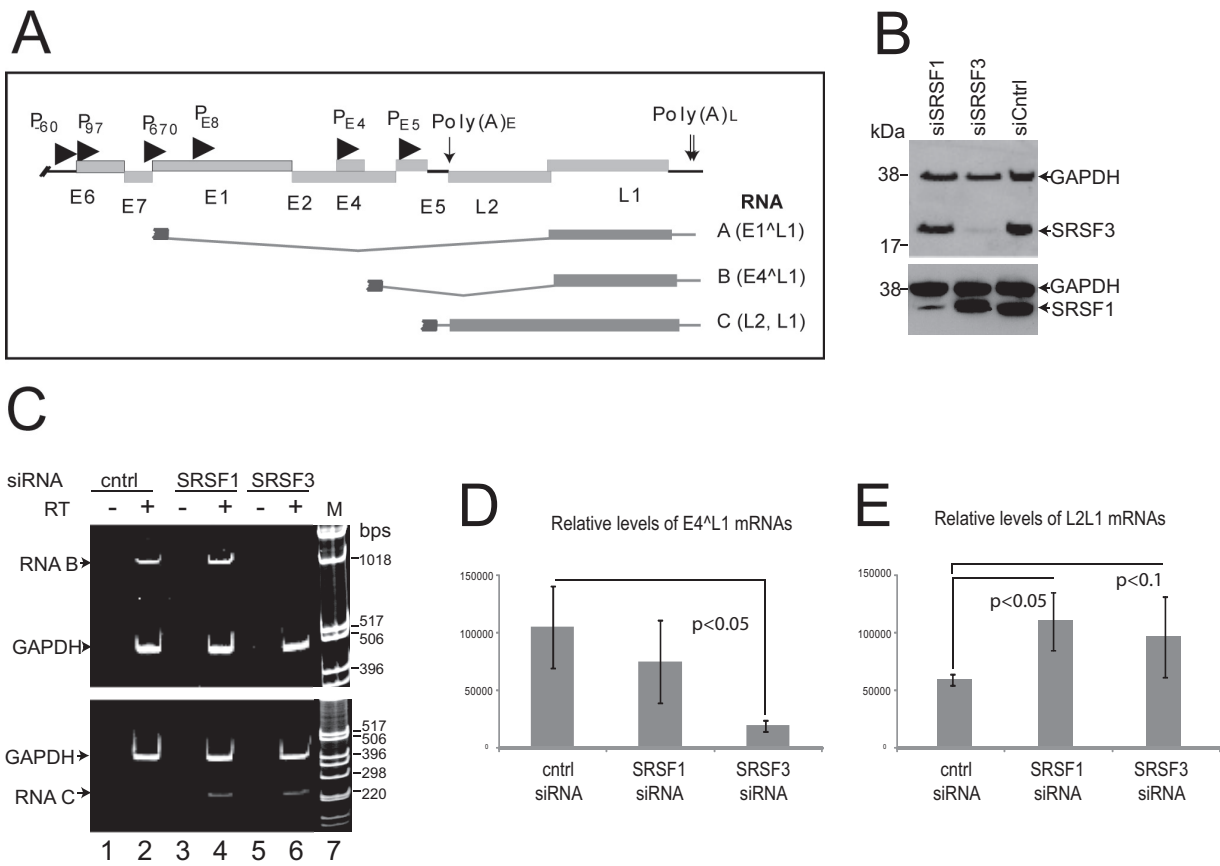 A
P-60
P97
P670
PE8
PE4
PE5
Poly(A)E
Poly(A)L
E6
E7
E1
E2
E4
E5
L2
L1
RNA
A (E1^L1)
B (E4^L1)
C (L2, L1)
B
siSRSF1
siSRSF3
siCntrl
kDa
38
GAPDH
SRSF3
17
38
GAPDH
SRSF1
C
siRNA cntrl SRSF1 SRSF3
RT - + - + - + M
bps
RNA B
1018
517
506
GAPDH
396
517
506
GAPDH
396
298
RNA C
220
1 2 3 4 5 6 7
D
Relative levels of E4^L1 mRNAs
150000
p<0.05
100000
50000
0
cntrl SRSF1 SRSF3
siRNA siRNA siRNA
E
Relative levels of L2L1 mRNAs
150000
p<0.05
p<0.1
100000
50000
0
cntrl SRSF1 SRSF3
siRNA siRNA siRNA